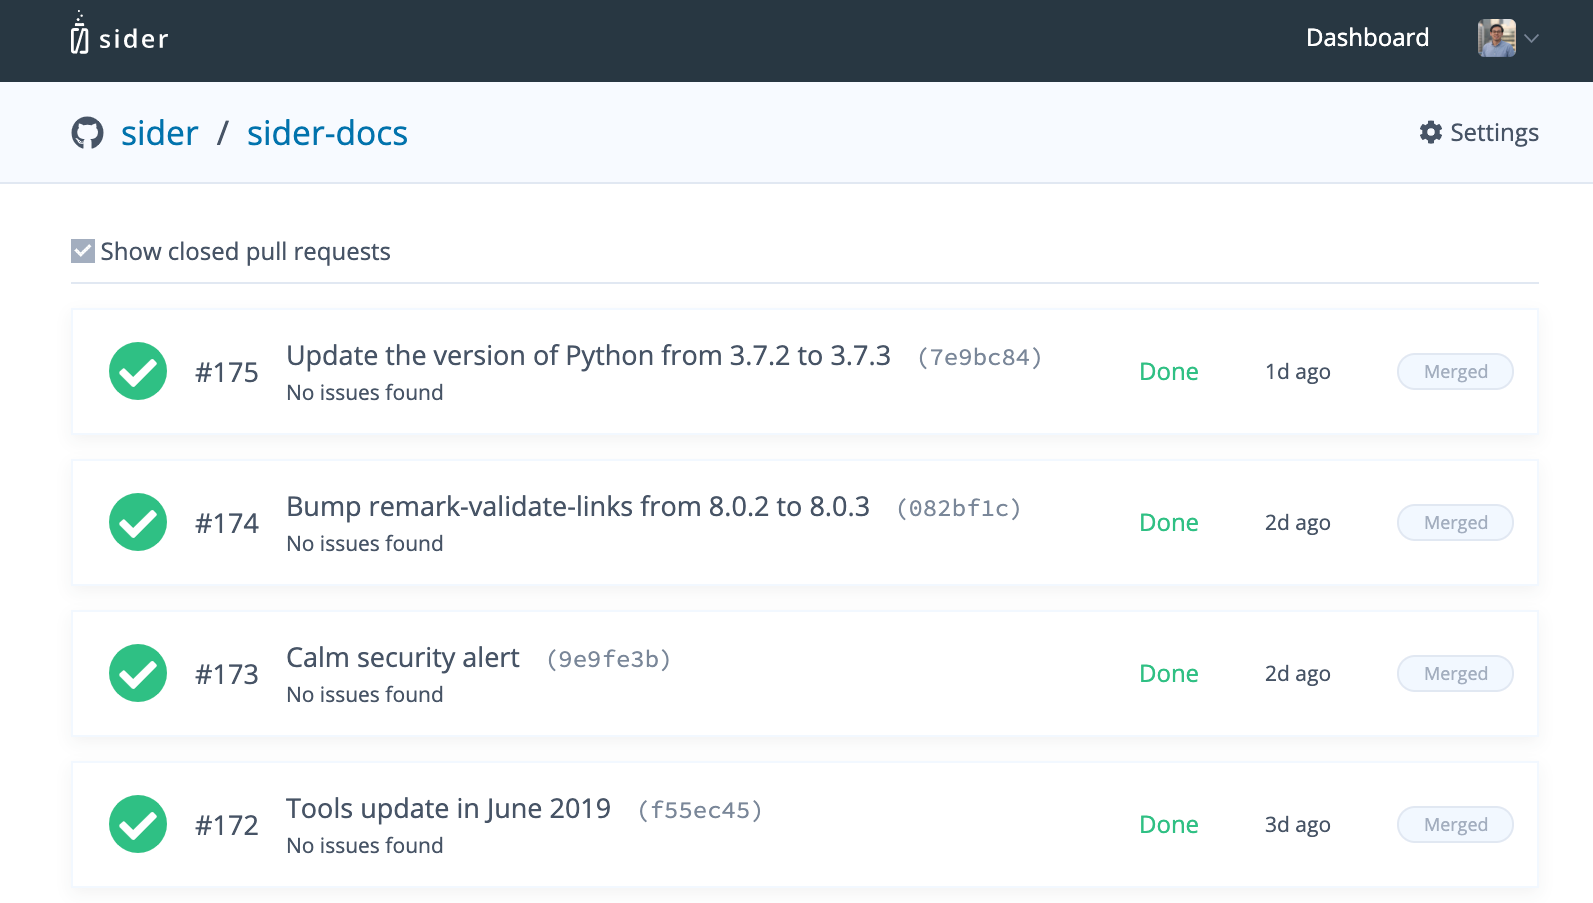 sider
Dashboard
sider / sider-docs
Settings
Show closed pull requests
#175
Update the version of Python from 3.7.2 to 3.7.3 (7e9bc84)
No issues found
Done
1d ago
Merged
#174
Bump remark-validate-links from 8.0.2 to 8.0.3 (082bf1c)
No issues found
Done
2d ago
Merged
#173
Calm security alert (9e9fe3b)
No issues found
Done
2d ago
Merged
#172
Tools update in June 2019 (f55ec45)
No issues found
Done
3d ago
Merged